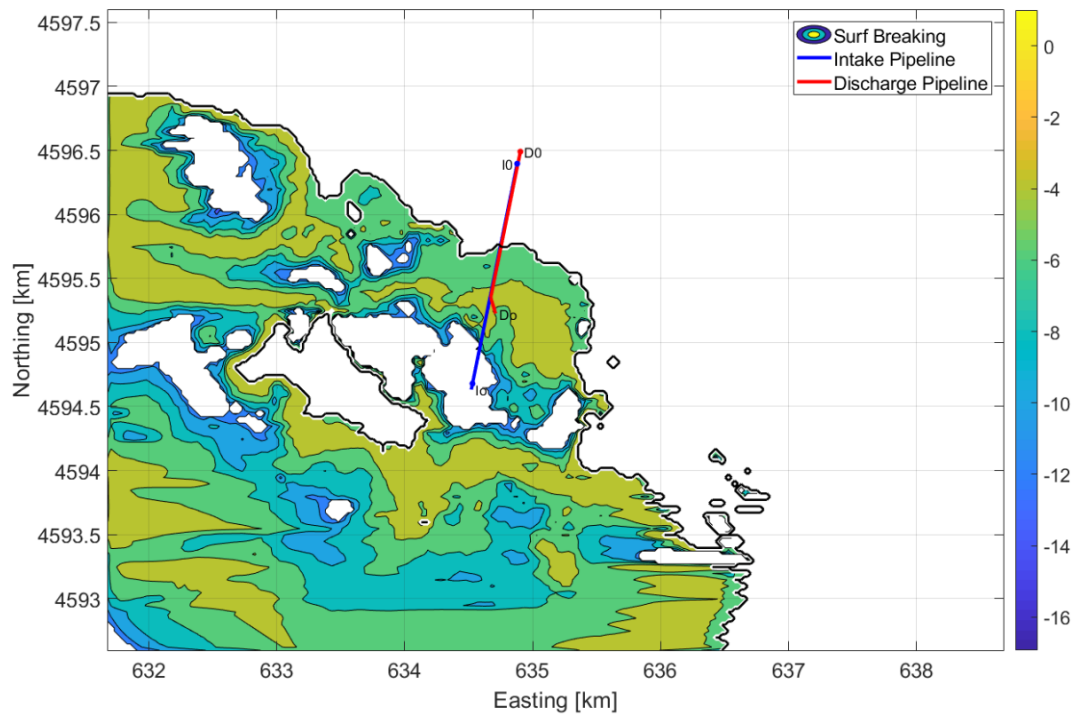 4597.5
4597
4596.5
4596
4595.5
4595
4594.5
4594
4593.5
4593
Northing [km]
632
633
634
635
636
637
638
Easting [km]
Surf Breaking
Intake Pipeline
Discharge Pipeline
D0
I0
Do
Io
0
-2
-4
-6
-8
-10
-12
-14
-16